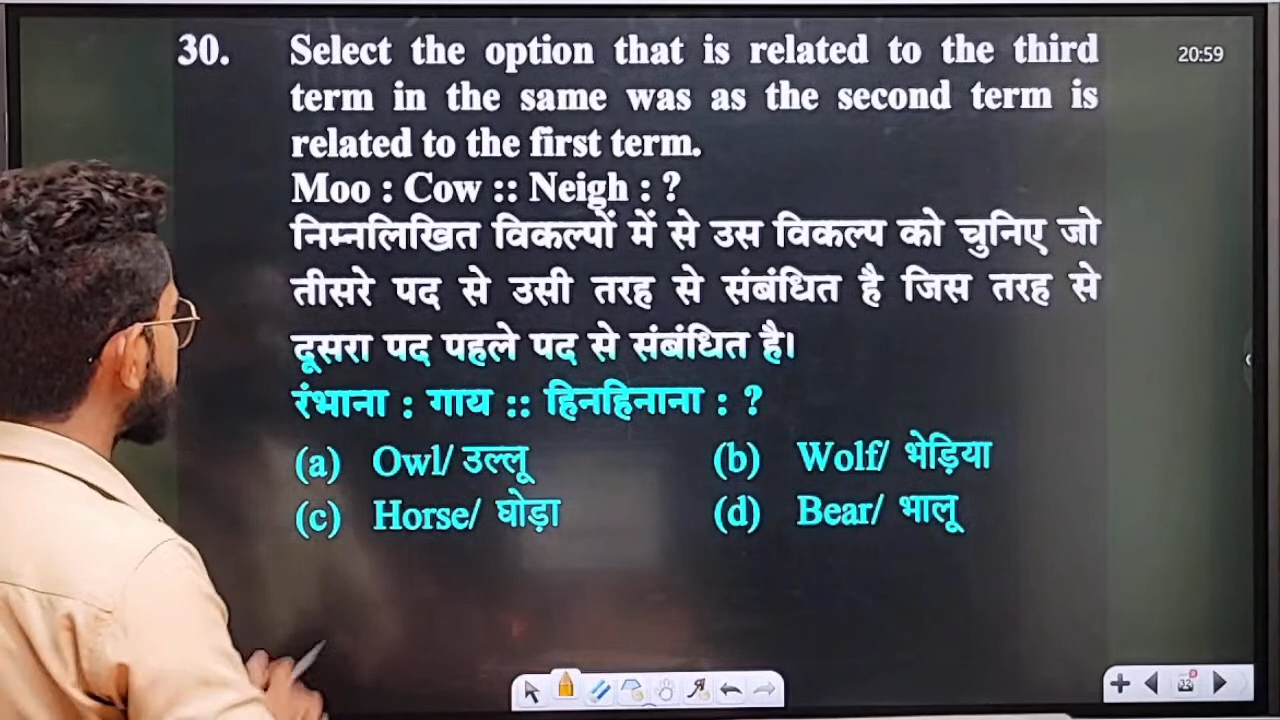 20:59
30. Select the option that is related to the third
term in the same was as the second term is
related to the first term.
Moo : Cow :: Neigh : ?
निम्नलिखित विकल्पों में से उस विकल्प को चुनिए जो
तीसरे पद से उसी तरह से संबंधित है जिस तरह से
दूसरा पद पहले पद से संबंधित है।
रंभाना : गाय :: हिनहिनाना : ?
(a) Owl/ उल्लू (b) Wolf/ भेड़िया
(c) Horse/ घोड़ा (d) Bear/ भालू